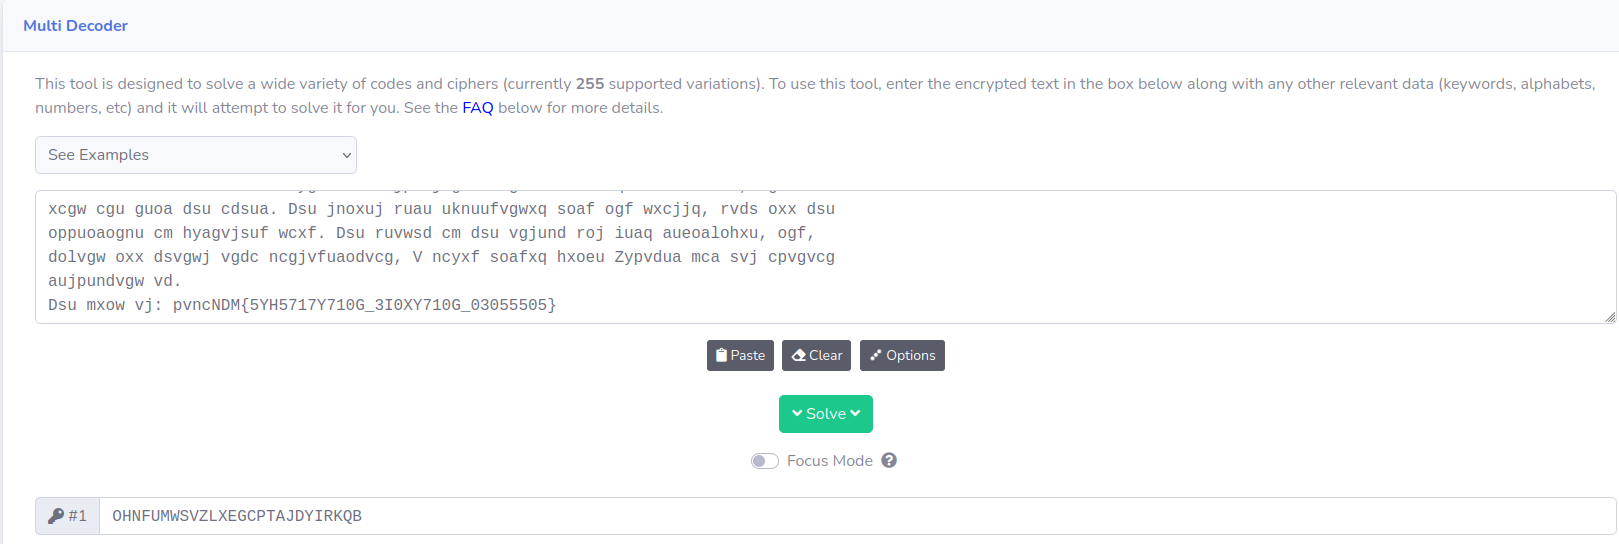 Multi Decoder
This tool is designed to solve a wide variety of codes and ciphers (currently 255 supported variations). To use this tool, enter the encrypted text in the box below along with any other relevant data (keywords, alphabets,
numbers, etc) and it will attempt to solve it for you. See the FAQ below for more details.
See Examples
xcgw cgu guoa dsu cdsua. Dsu jnoxuj ruau uknuufvgwxq soaf ogf wxcjjq, rvds oxx dsu
oppuoaognu cm hyagvjsuf wcxf. Dsu ruvwsd cm dsu vgjund roj iuaq aueoalohxu, ogf,
dolvgw oxx dsvgwj vgdc ncgjvfuaodvcg, V ncyxf soafxq hxoeu Zypvdua mca svj cpvgvcg
aujpundvgw vd.
Dsu mxow vj: pvncNDM{5YH5717Y710G_3I0XY710G_03055505}
Paste
Clear
Options
Solve
Focus Mode
#1
OHNFUMWSVZLXEGCPTAJDYIRKQB